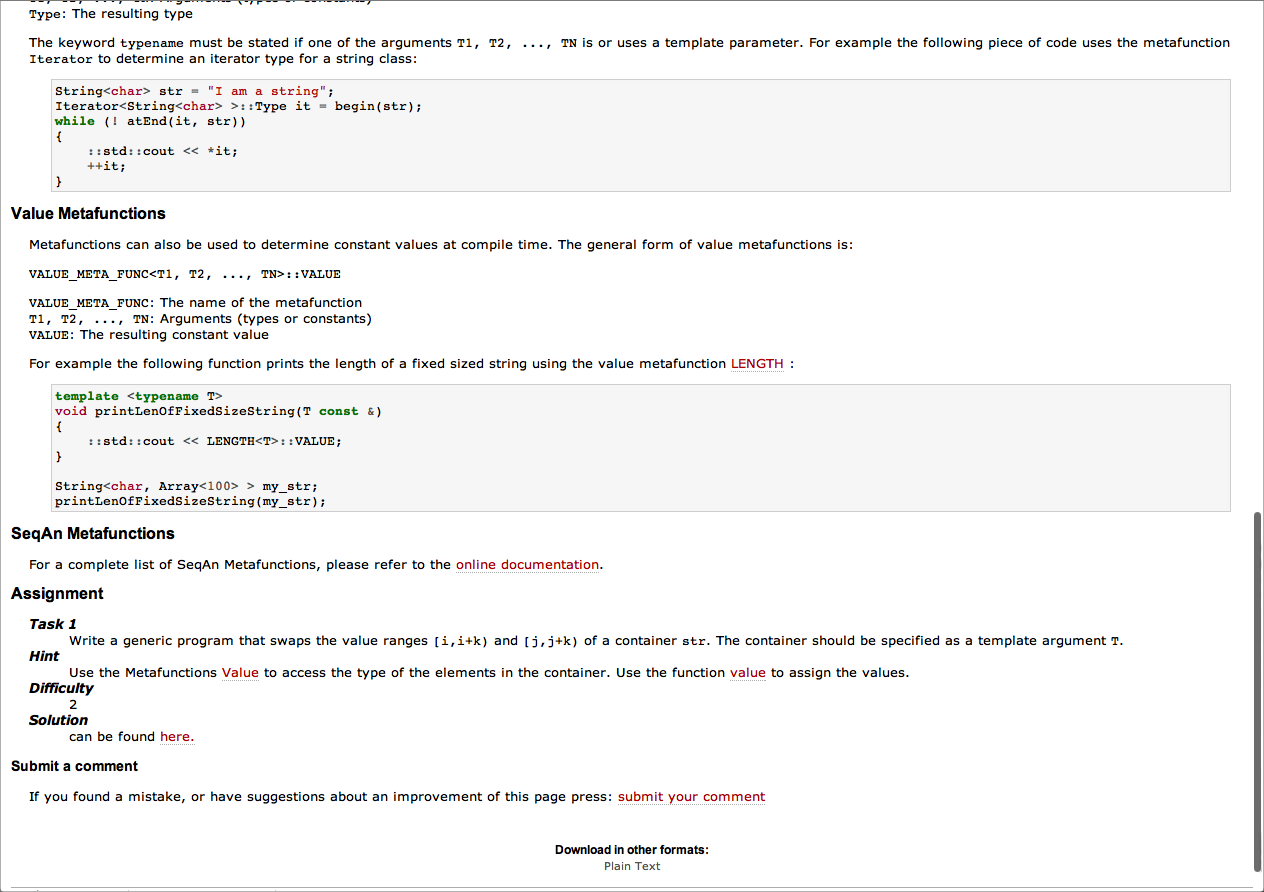 Type: The resulting type
The keyword typename must be stated if one of the arguments T1, T2, ..., TN is or uses a template parameter. For example the following piece of code uses the metafunction
Iterator to determine an iterator type for a string class:
String<char> str = "I am a string";
Iterator<String<char> >::Type it = begin(str);
while (! atEnd(it, str))
{
    ::std::cout << *it;
    ++it;
}
Value Metafunctions
Metafunctions can also be used to determine constant values at compile time. The general form of value metafunctions is:
VALUE_META_FUNC<T1, T2, ..., TN>::VALUE
VALUE_META_FUNC: The name of the metafunction
T1, T2, ..., TN: Arguments (types or constants)
VALUE: The resulting constant value
For example the following function prints the length of a fixed sized string using the value metafunction LENGTH :
template <typename T>
void printLenOfFixedSizeString(T const &)
{
    ::std::cout << LENGTH<T>::VALUE;
}
String<char, Array<100> > my_str;
printLenOfFixedSizeString(my_str);
SeqAn Metafunctions
For a complete list of SeqAn Metafunctions, please refer to the online documentation.
Assignment
Task 1
Write a generic program that swaps the value ranges [i,i+k) and [j,j+k) of a container str. The container should be specified as a template argument T.
Hint
Use the Metafunctions Value to access the type of the elements in the container. Use the function value to assign the values.
Difficulty
2
Solution
can be found here.
Submit a comment
If you found a mistake, or have suggestions about an improvement of this page press: submit your comment
Download in other formats:
Plain Text